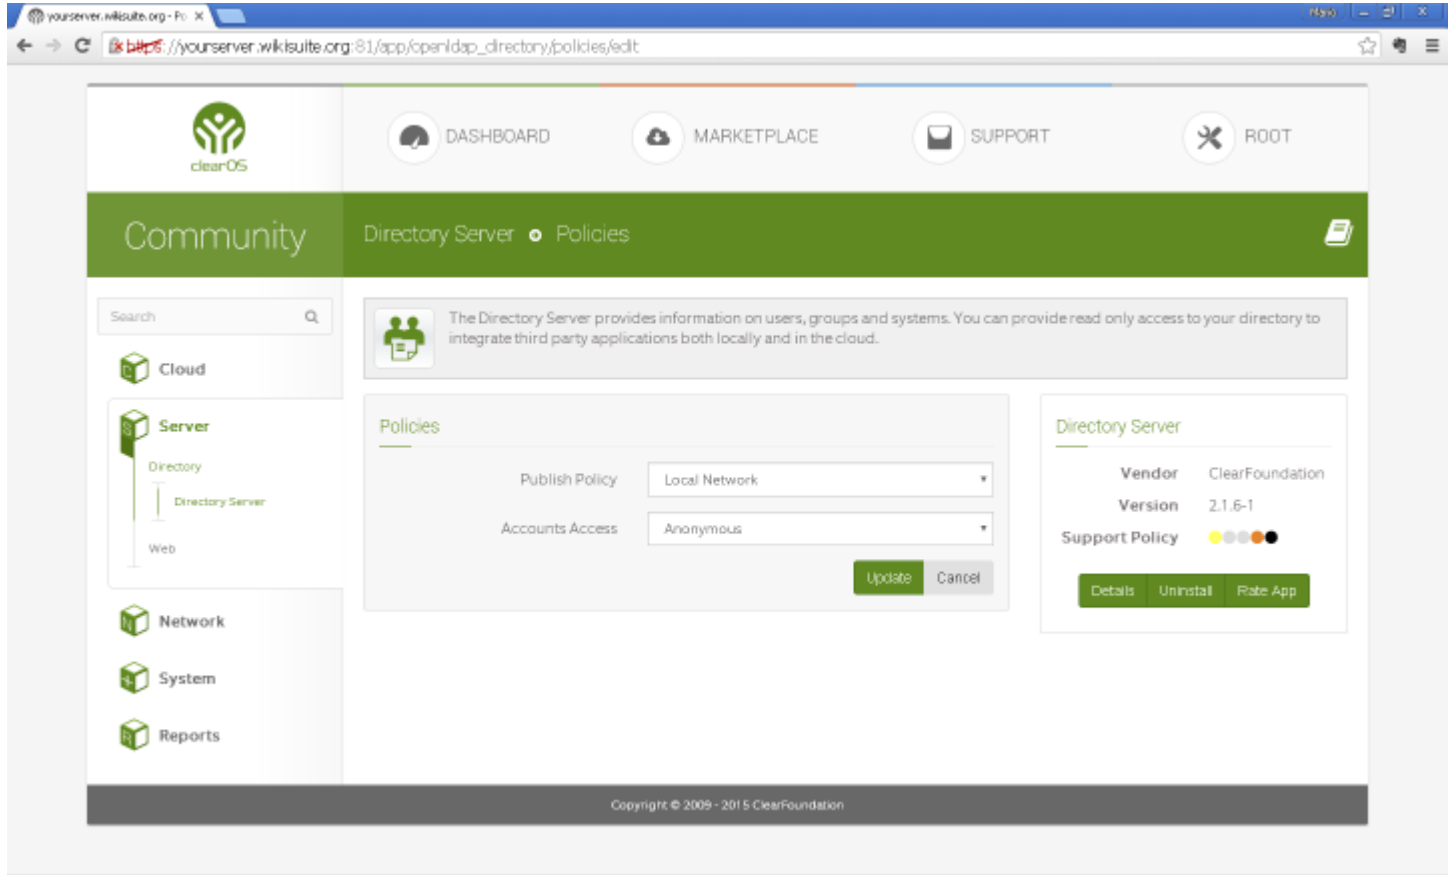 yourserver.wikisuite.org - Po
https://yourserver.wikisuite.org:81/app/openldap_directory/policies/edit
clearOS
DASHBOARD
MARKETPLACE
SUPPORT
ROOT
Community
Directory Server
Policies
Search
Cloud
Server
Directory
Directory Server
Web
Network
System
Reports
The Directory Server provides information on users, groups and systems. You can provide read only access to your directory to
integrate third party applications both locally and in the cloud.
Policies
Publish Policy
Local Network
Accounts Access
Anonymous
Update
Cancel
Directory Server
Vendor ClearFoundation
Version 2.1.6-1
Support Policy
Details
Uninstall
Rate App
Copyright © 2009 - 2015 ClearFoundation